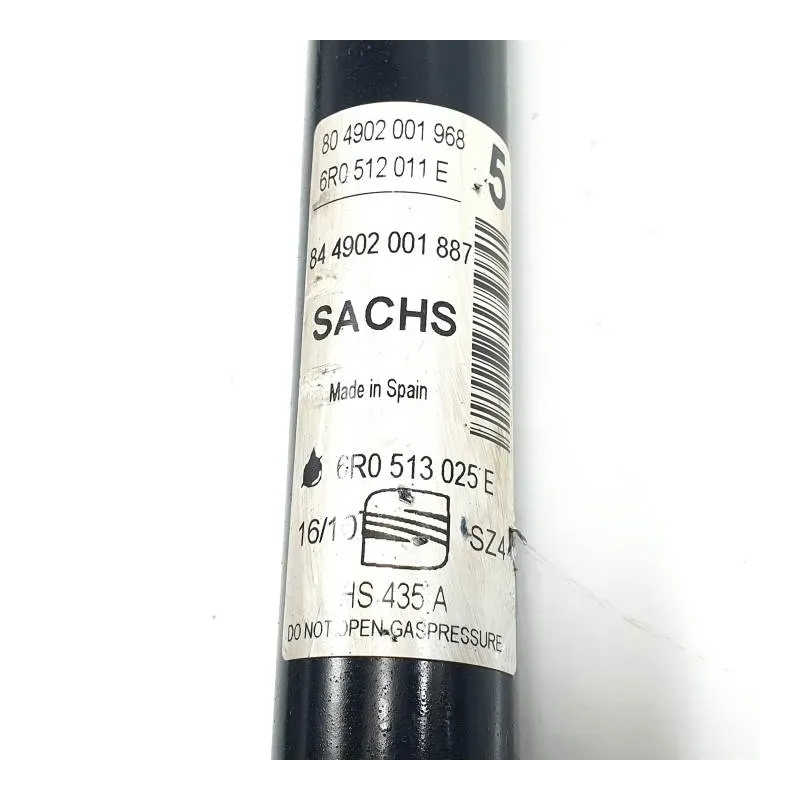 80 4902 001 968
6R0 512 011 E
5
84 4902 001 887
SACHS
Made in Spain
6R0 513 025 E
16/10
SZ4
HS 435 A
DO NOT OPEN-GASPRESSURE